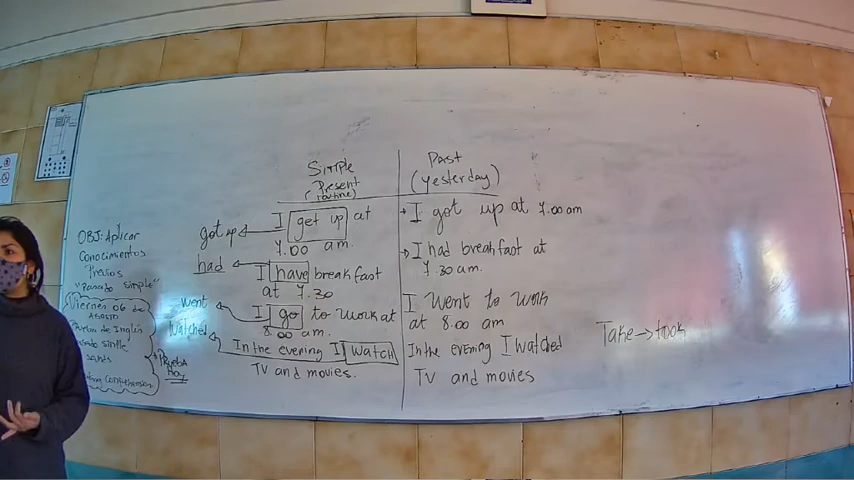 Simple
(Present
routine)
Past
(yesterday)
I get up at
7.00 am.
I have breakfast
at 7.30
I go to work at
8.00 am.
In the evening I watch
TV and movies.
got up
had
went
watched
I got up at 7.00 am
I had breakfast at
7.30 am.
I went to work
at 8.00 am
In the evening I watched
TV and movies
Take → took
OBJ: Aplicar
Conocimientos
Previos
"Pasado simple"
Viernes 06 de
Agosto
de Inglés
simple
Prueba